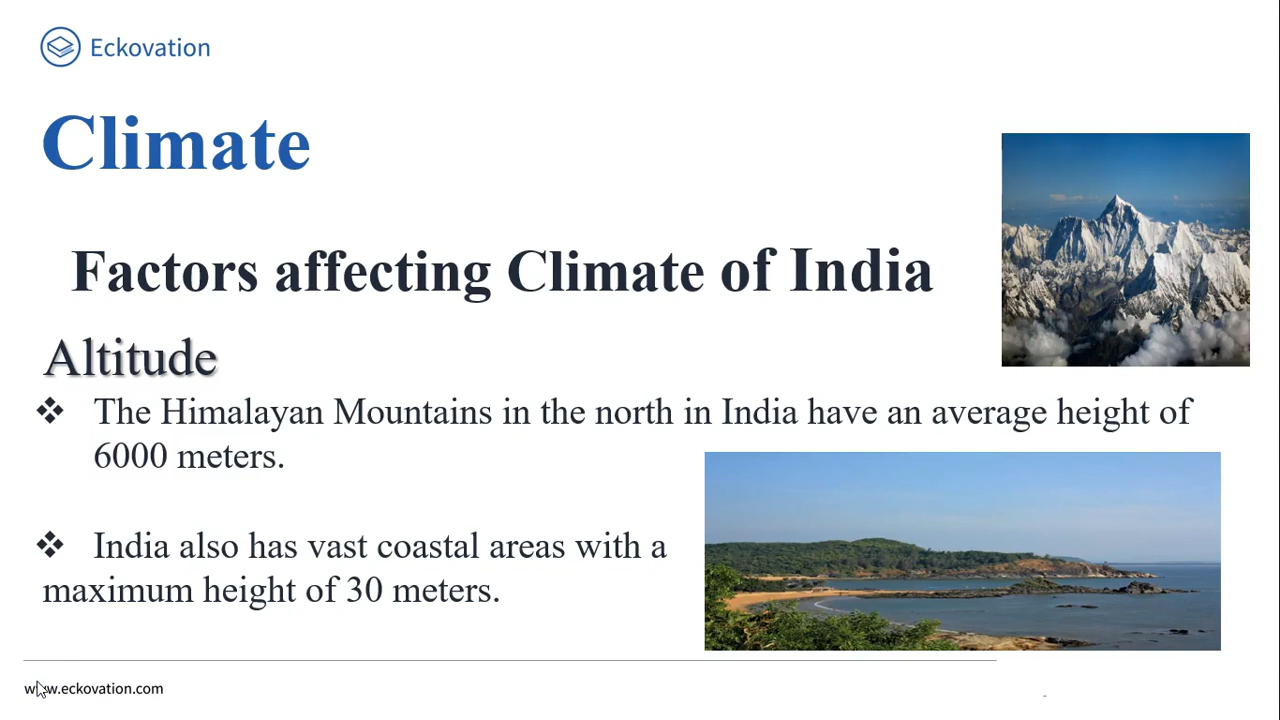 Eckovation
Climate
Factors affecting Climate of India
Altitude
❖ The Himalayan Mountains in the north in India have an average height of
6000 meters.
❖ India also has vast coastal areas with a
maximum height of 30 meters.
www.eckovation.com